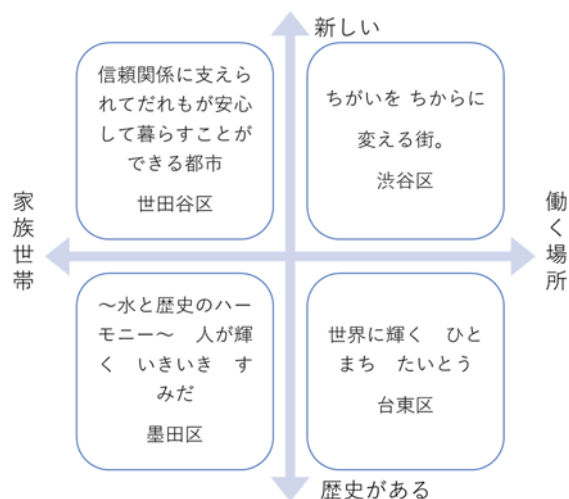 新しい
信頼関係に支えら
れてだれもが安心
して暮らすことが
できる都市
世田谷区
ちがいを ちからに
変える街。
渋谷区
家族世帯
働く場所
～水と歴史のハー
モニー～　人が輝
く　いきいき　す
みだ
墨田区
世界に輝く　ひと
まち　たいとう
台東区
歴史がある